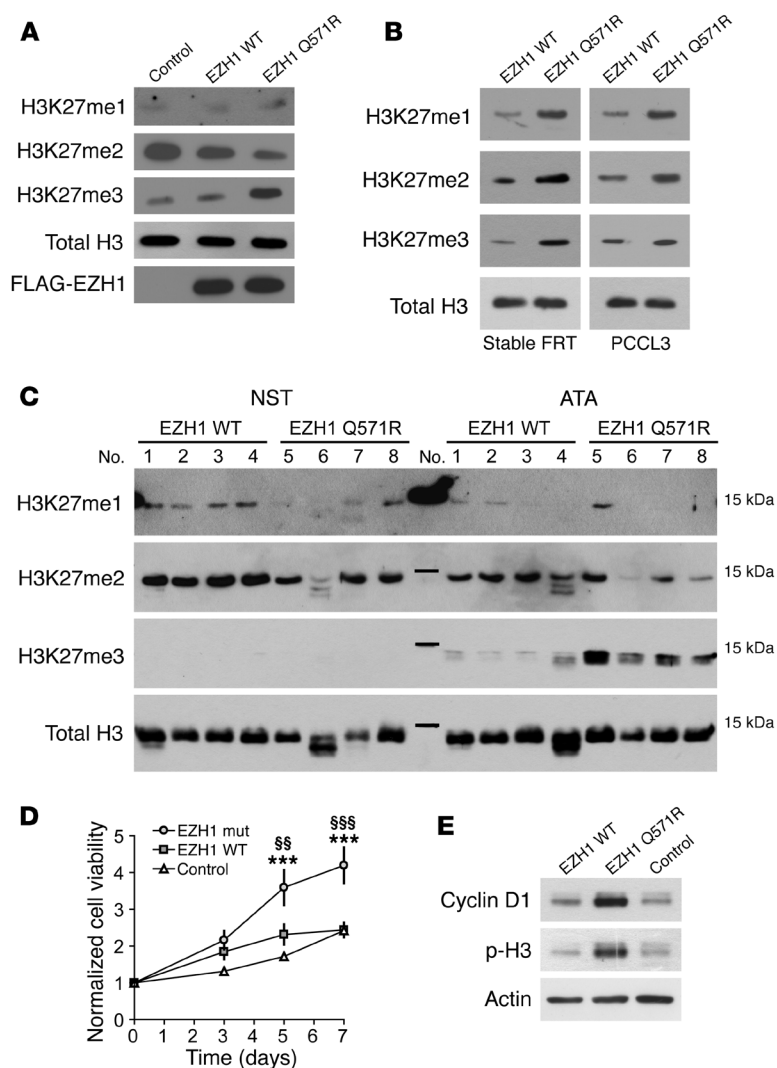 A
Control
EZH1 WT
EZH1 Q571R
H3K27me1
H3K27me2
H3K27me3
Total H3
FLAG-EZH1
B
EZH1 WT
EZH1 Q571R
EZH1 WT
EZH1 Q571R
H3K27me1
H3K27me2
H3K27me3
Total H3
Stable FRT
PCCL3
C
NST
ATA
EZH1 WT
EZH1 Q571R
EZH1 WT
EZH1 Q571R
No. 1 2 3 4 5 6 7 8 No. 1 2 3 4 5 6 7 8
H3K27me1
15 kDa
H3K27me2
15 kDa
H3K27me3
15 kDa
Total H3
15 kDa
D
Normalized cell viability
5
4
3
2
1
0
EZH1 mut
EZH1 WT
Control
§§
***
§§§
***
0 1 2 3 4 5 6 7
Time (days)
E
EZH1 WT
EZH1 Q571R
Control
Cyclin D1
p-H3
Actin